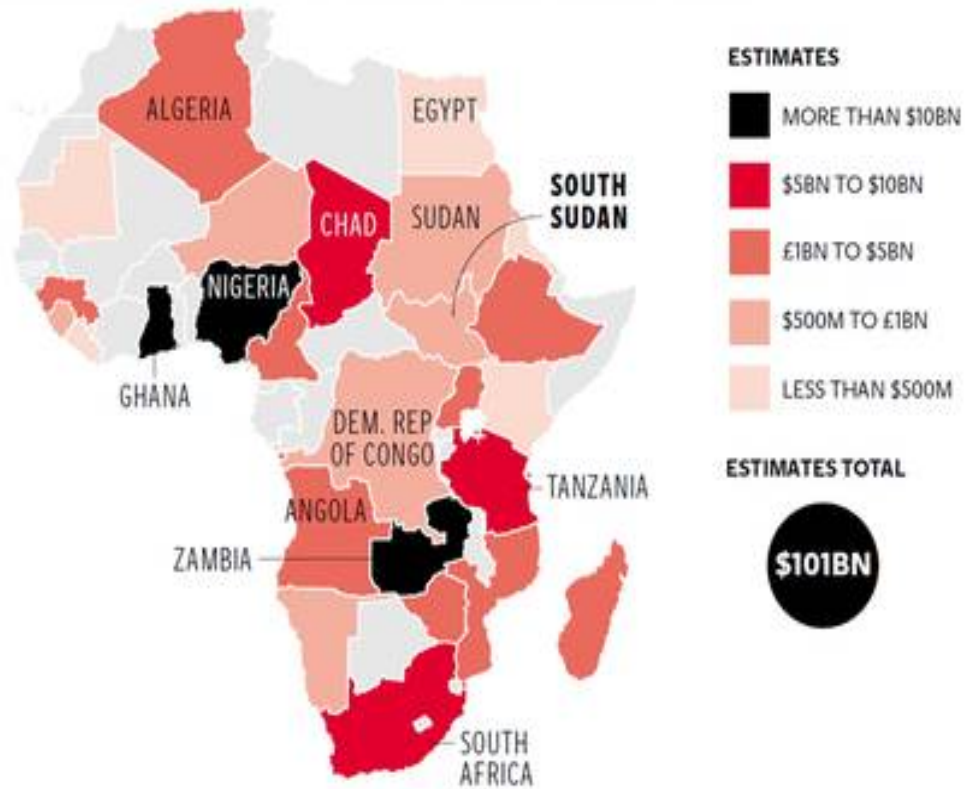 ALGERIA
EGYPT
CHAD
SUDAN
SOUTH
SUDAN
NIGERIA
GHANA
DEM. REP
OF CONGO
TANZANIA
ANGOLA
ZAMBIA
SOUTH
AFRICA
ESTIMATES
MORE THAN $10BN
$5BN TO $10BN
£1BN TO $5BN
$500M TO £1BN
LESS THAN $500M
ESTIMATES TOTAL
$101BN